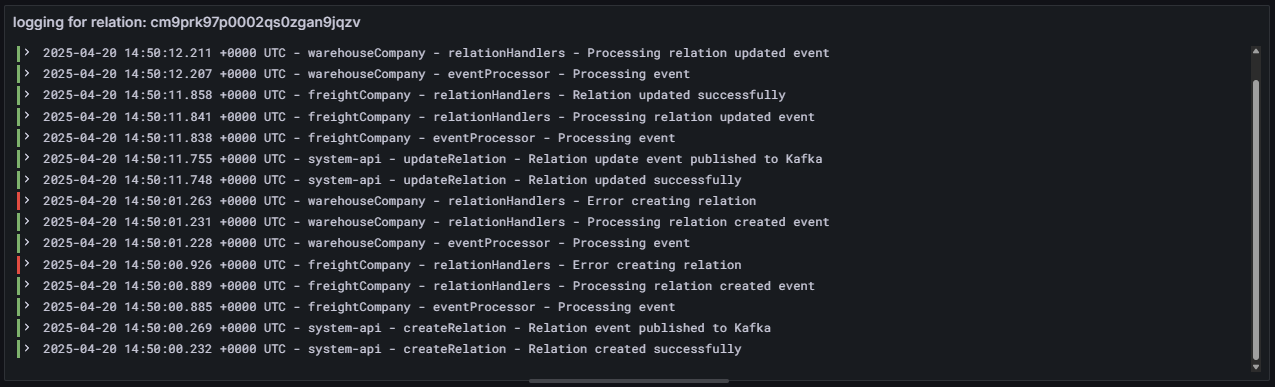 logging for relation: cm9prk97p0002qs0zgan9jqzv
2025-04-20 14:50:12.211 +0000 UTC - warehouseCompany - relationHandlers - Processing relation updated event
2025-04-20 14:50:12.207 +0000 UTC - warehouseCompany - eventProcessor - Processing event
2025-04-20 14:50:11.858 +0000 UTC - freightCompany - relationHandlers - Relation updated successfully
2025-04-20 14:50:11.841 +0000 UTC - freightCompany - relationHandlers - Processing relation updated event
2025-04-20 14:50:11.838 +0000 UTC - freightCompany - eventProcessor - Processing event
2025-04-20 14:50:11.755 +0000 UTC - system-api - updateRelation - Relation update event published to Kafka
2025-04-20 14:50:11.748 +0000 UTC - system-api - updateRelation - Relation updated successfully
2025-04-20 14:50:01.263 +0000 UTC - warehouseCompany - relationHandlers - Error creating relation
2025-04-20 14:50:01.231 +0000 UTC - warehouseCompany - relationHandlers - Processing relation created event
2025-04-20 14:50:01.228 +0000 UTC - warehouseCompany - eventProcessor - Processing event
2025-04-20 14:50:00.926 +0000 UTC - freightCompany - relationHandlers - Error creating relation
2025-04-20 14:50:00.889 +0000 UTC - freightCompany - relationHandlers - Processing relation created event
2025-04-20 14:50:00.885 +0000 UTC - freightCompany - eventProcessor - Processing event
2025-04-20 14:50:00.269 +0000 UTC - system-api - createRelation - Relation event published to Kafka
2025-04-20 14:50:00.232 +0000 UTC - system-api - createRelation - Relation created successfully